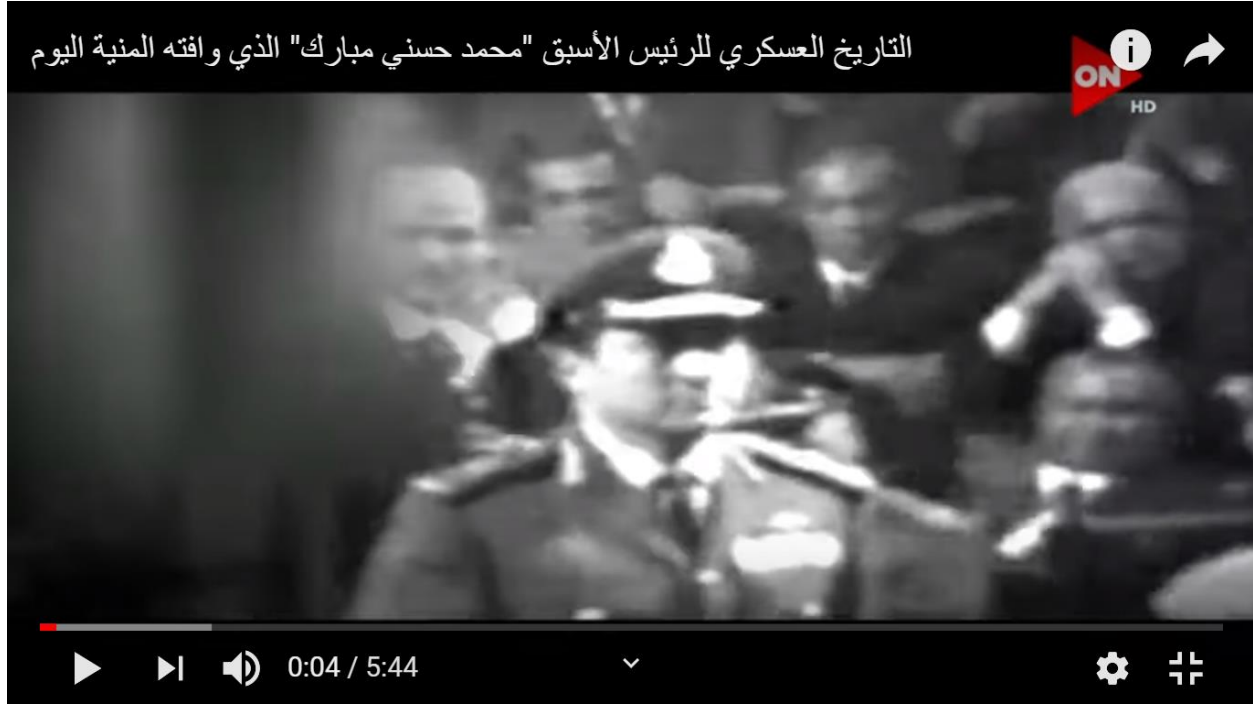 التاريخ العسكري للرئيس الأسبق "محمد حسني مبارك" الذي وافته المنية اليوم
ON
HD
0:04 / 5:44